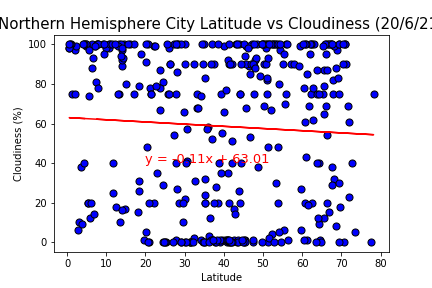 Northern Hemisphere City Latitude vs Cloudiness (20/6/21
100
80
60
40
20
0
Cloudiness (%)
y = -0.11x + 63.01
0 10 20 30 40 50 60 70 80
Latitude